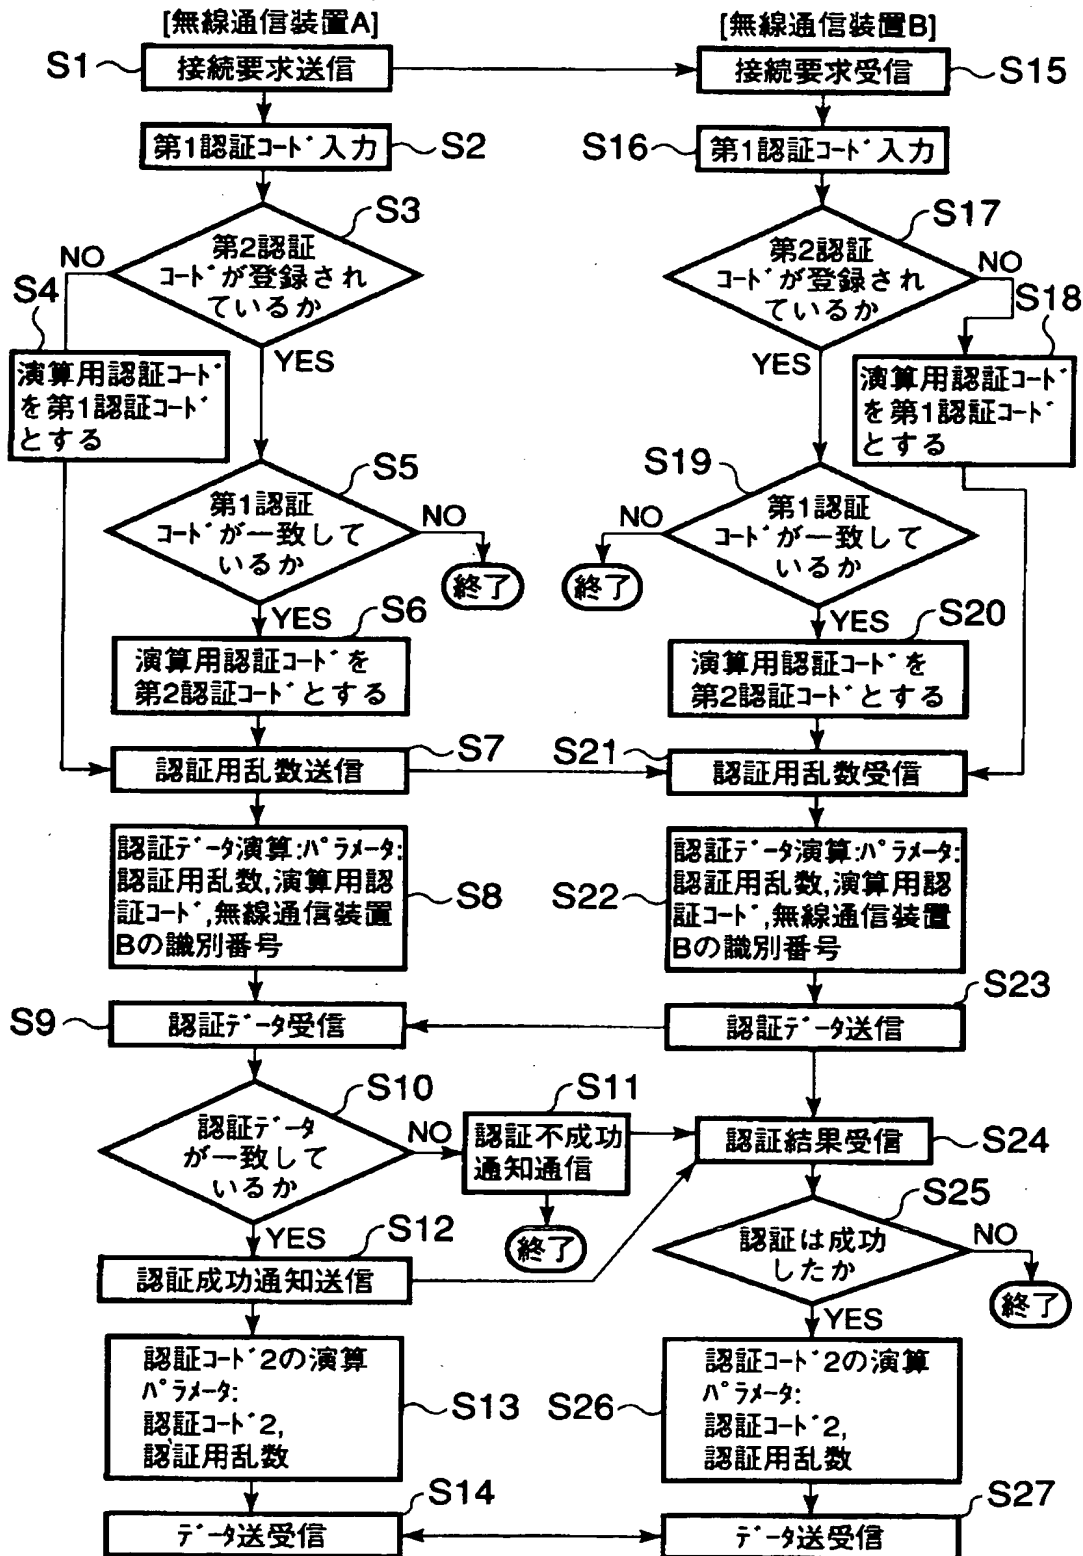 [無線通信装置A]
S1
接続要求送信
第1認証コード入力
S2
S3
第2認証
コードが登録され
ているか
NO
YES
S4
演算用認証コード
を第1認証コード
とする
S5
第1認証
コードが一致して
いるか
NO
終了
YES
S6
演算用認証コードを
第2認証コードとする
S7
認証用乱数送信
認証データ演算:パラメータ:
認証用乱数,演算用認
証コード,無線通信装置
Bの識別番号
S8
S9
認証データ受信
S10
認証データ
が一致して
いるか
NO
S11
認証不成功
通知通信
終了
YES
S12
認証成功通知送信
認証コード2の演算
パラメータ:
認証コード2,
認証用乱数
S13
S14
データ送受信
[無線通信装置B]
接続要求受信
S15
S16
第1認証コード入力
S17
第2認証
コードが登録され
ているか
NO
YES
S18
演算用認証コード
を第1認証コード
とする
S19
第1認証
コードが一致して
いるか
NO
終了
YES
S20
演算用認証コードを
第2認証コードとする
S21
認証用乱数受信
認証データ演算:パラメータ:
認証用乱数,演算用認
証コード,無線通信装置
Bの識別番号
S22
S23
認証データ送信
認証結果受信
S24
S25
認証は成功
したか
NO
終了
YES
認証コード2の演算
パラメータ:
認証コード2,
認証用乱数
S26
S27
データ送受信